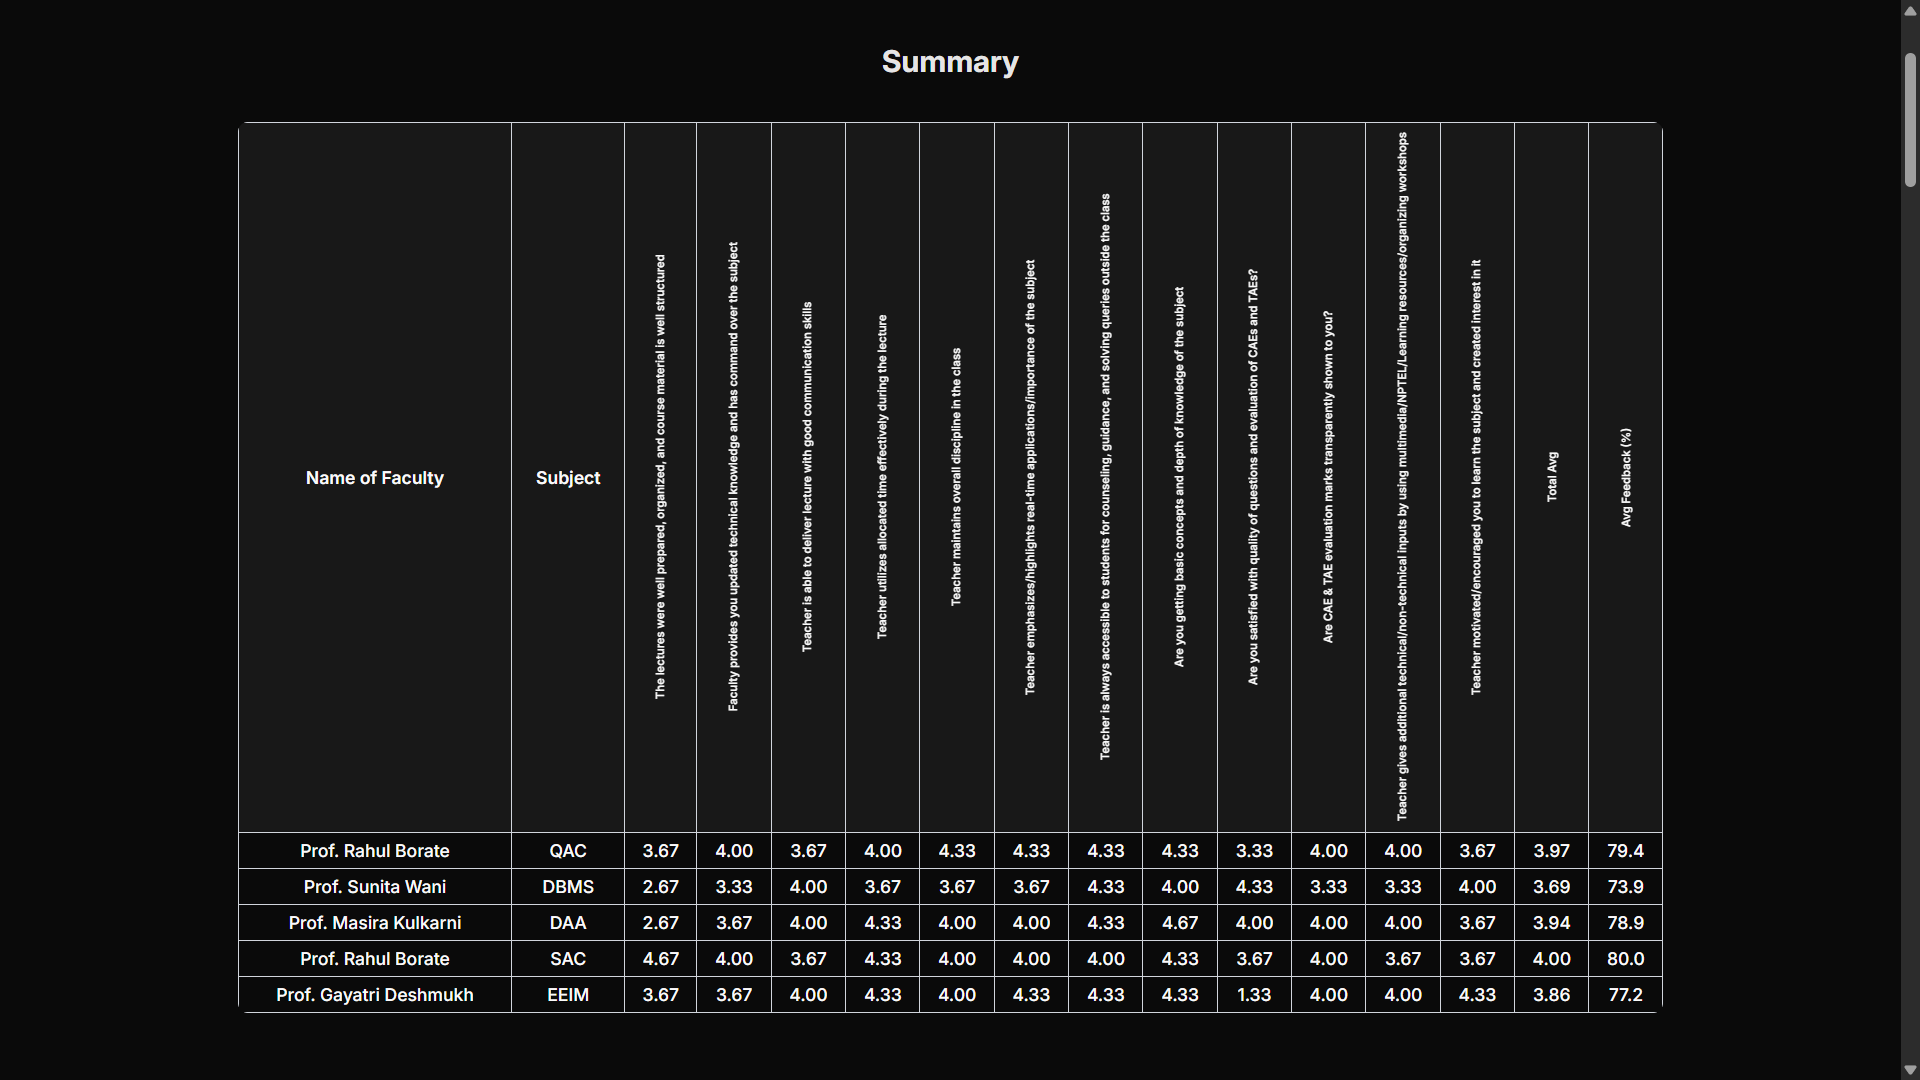 Summary
Name of Faculty
Subject
The lectures were well prepared, organized, and course material is well structured
Faculty provides you updated technical knowledge and has command over the subject
Teacher is able to deliver lecture with good communication skills
Teacher utilizes allocated time effectively during the lecture
Teacher maintains overall discipline in the class
Teacher emphasizes/highlights real-time applications/importance of the subject
Teacher is always accessible to students for counseling, guidance, and solving queries outside the class
Are you getting basic concepts and depth of knowledge of the subject
Are you satisfied with quality of questions and evaluation of CAEs and TAEs?
Are CAE & TAE evaluation marks transparently shown to you?
Teacher gives additional technical/non-technical inputs by using multimedia/NPTEL/Learning resources/organizing workshops
Teacher motivated/encouraged you to learn the subject and created interest in it
Total Avg
Avg Feedback (%)
Prof. Rahul Borate QAC 3.67 4.00 3.67 4.00 4.33 4.33 4.33 4.33 3.33 4.00 4.00 3.67 3.97 79.4
Prof. Sunita Wani DBMS 2.67 3.33 4.00 3.67 3.67 3.67 4.33 4.00 4.33 3.33 3.33 4.00 3.69 73.9
Prof. Masira Kulkarni DAA 2.67 3.67 4.00 4.33 4.00 4.00 4.33 4.67 4.00 4.00 4.00 3.67 3.94 78.9
Prof. Rahul Borate SAC 4.67 4.00 3.67 4.33 4.00 4.00 4.00 4.33 3.67 4.00 3.67 3.67 4.00 80.0
Prof. Gayatri Deshmukh EEIM 3.67 3.67 4.00 4.33 4.00 4.33 4.33 4.33 1.33 4.00 4.00 4.33 3.86 77.2